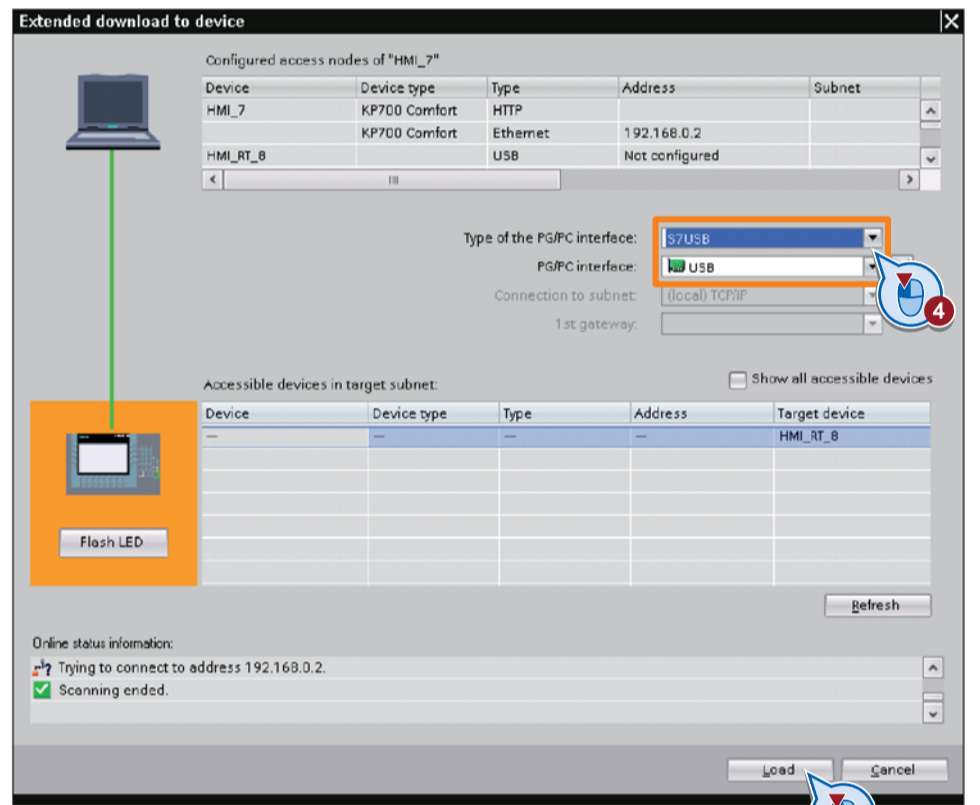 Extended download to device
Configured access nodes of "HMI_7"
Device Device type Type Address Subnet
HMI_7 KP700 Comfort HTTP
KP700 Comfort Ethernet 192.168.0.2
HMI_RT_8 USB Not configured
Type of the PG/PC interface: S7USB
PG/PC interface: USB
Connection to subnet: (local) TCP/IP
1st gateway:
4
Accessible devices in target subnet:
Show all accessible devices
Device Device type Type Address Target device
— — — — HMI_RT_8
Flash LED
Refresh
Online status information:
Trying to connect to address 192.168.0.2.
Scanning ended.
Load Cancel